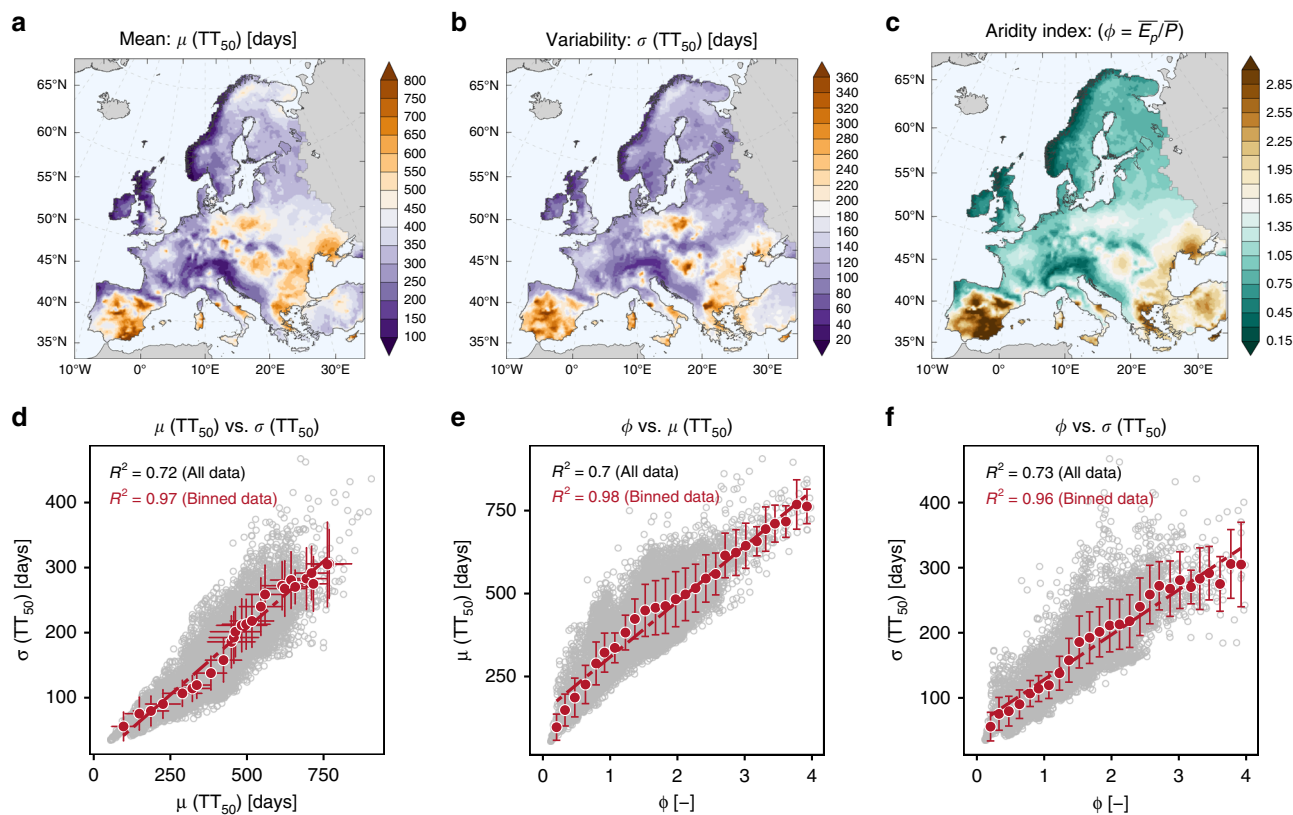 a
Mean: μ (TT50) [days]
65°N
60°N
55°N
50°N
45°N
40°N
35°N
10°W 0° 10°E 20°E 30°E
800
700
650
600
550
500
450
400
350
300
250
200
150
100
b
Variability: σ (TT50) [days]
65°N
60°N
55°N
50°N
45°N
40°N
35°N
10°W 0° 10°E 20°E 30°E
360
340
320
300
280
260
220
200
180
160
140
120
100
80
60
40
20
c
Aridity index: (ϕ = E̅p/P̅)
65°N
60°N
55°N
50°N
45°N
40°N
35°N
10°W 0° 10°E 20°E 30°E
2.85
2.55
2.25
1.95
1.65
1.35
1.05
0.75
0.45
0.15
d
μ (TT50) vs. σ (TT50)
R² = 0.72 (All data)
R² = 0.97 (Binned data)
σ (TT50) [days]
400
300
200
100
0 250 500 750
μ (TT50) [days]
e
ϕ vs. μ (TT50)
R² = 0.7 (All data)
R² = 0.98 (Binned data)
μ (TT50) [days]
750
500
250
0 1 2 3 4
ϕ [–]
f
ϕ vs. σ (TT50)
R² = 0.73 (All data)
R² = 0.96 (Binned data)
σ (TT50) [days]
400
300
200
100
0 1 2 3 4
ϕ [–]